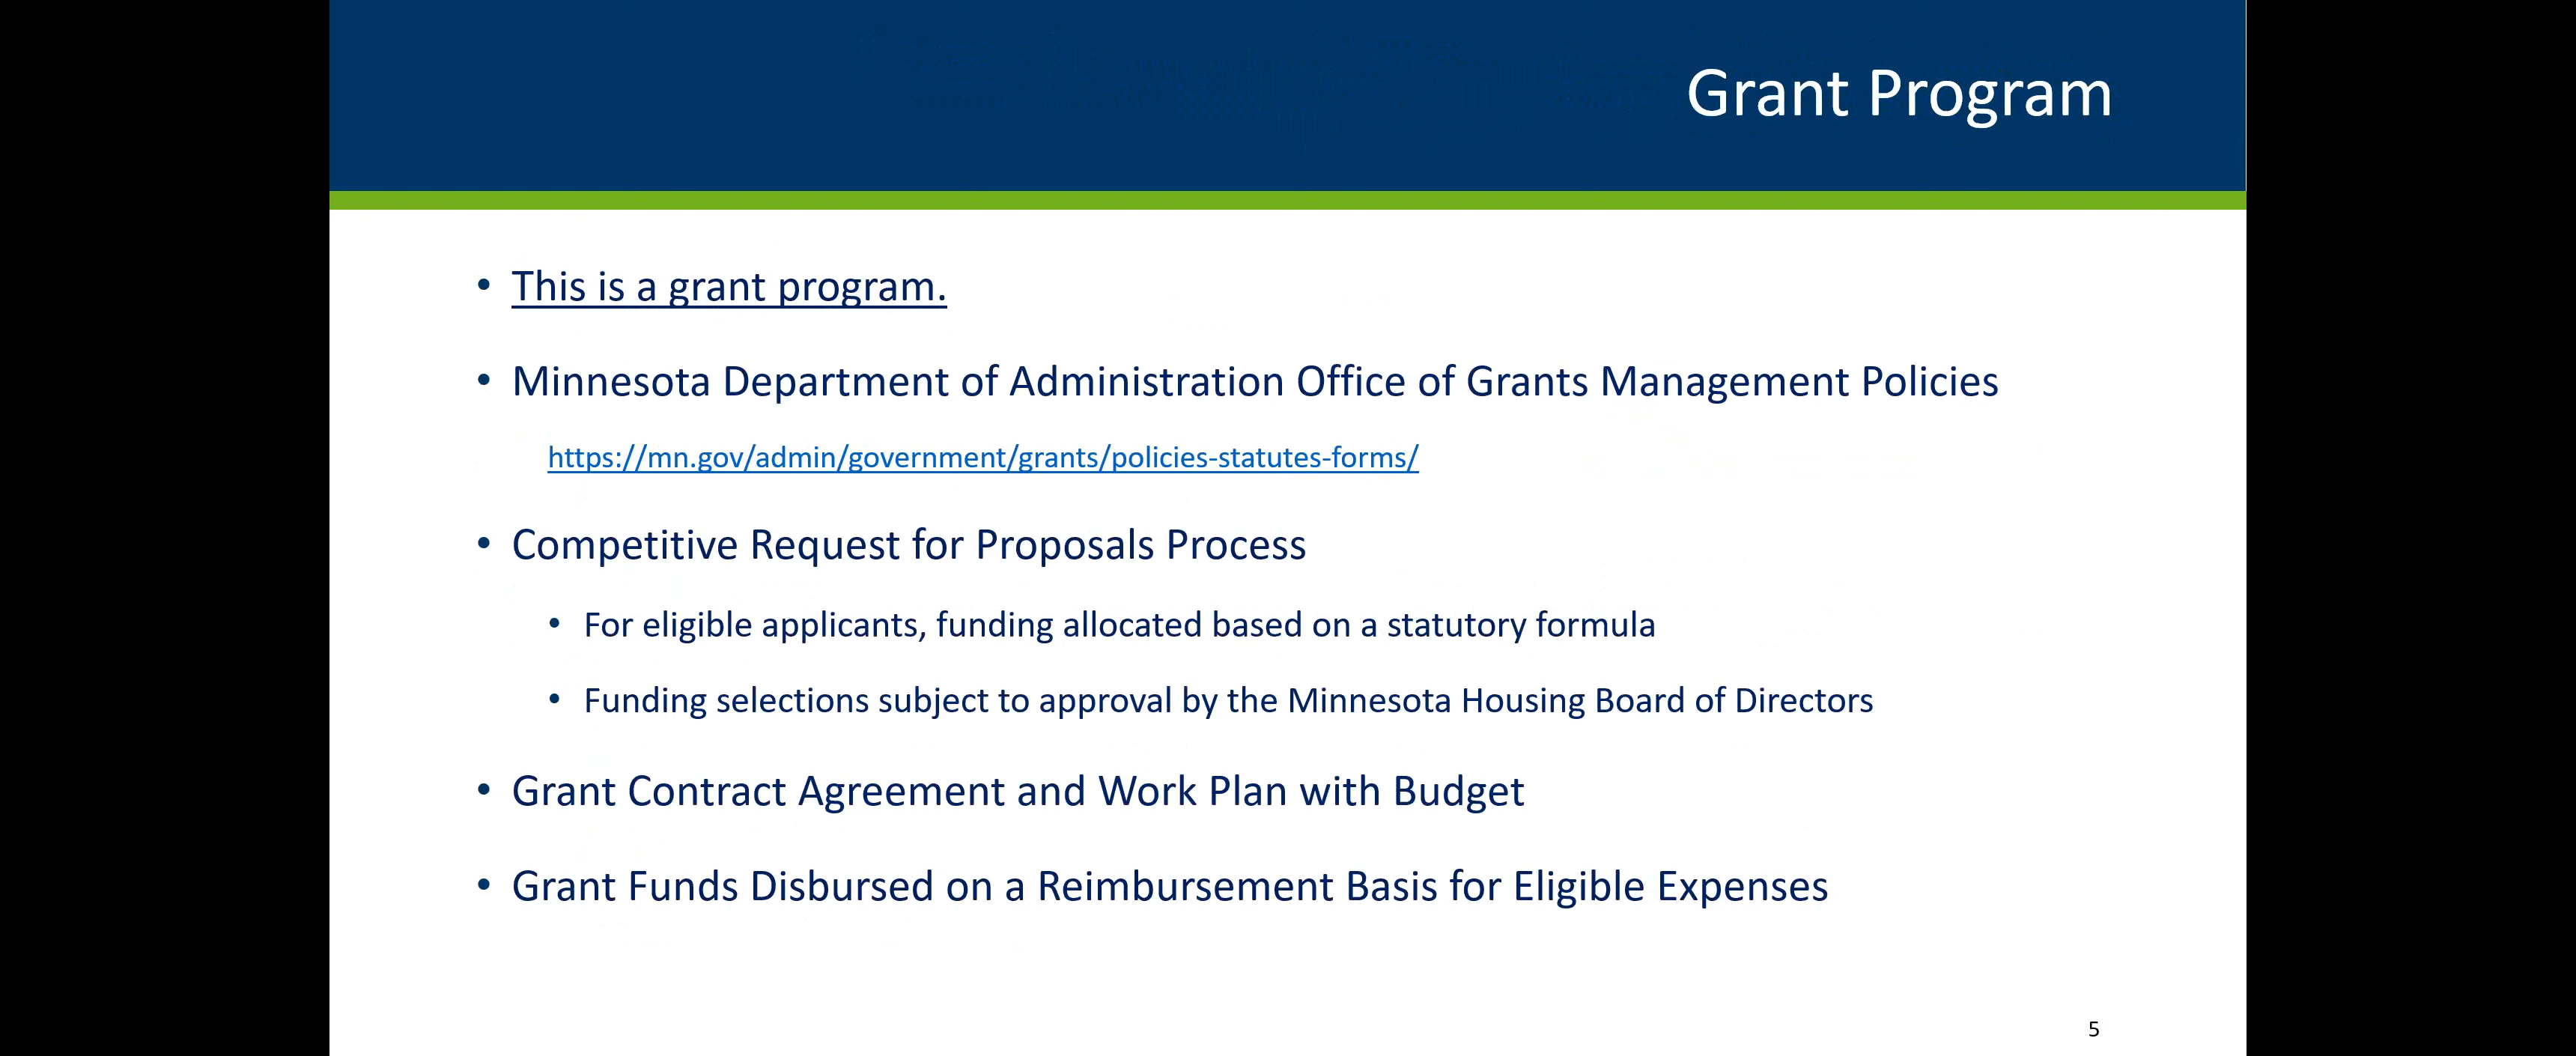 Grant Program
• This is a grant program.
• Minnesota Department of Administration Office of Grants Management Policies
https://mn.gov/admin/government/grants/policies-statutes-forms/
• Competitive Request for Proposals Process
• For eligible applicants, funding allocated based on a statutory formula
• Funding selections subject to approval by the Minnesota Housing Board of Directors
• Grant Contract Agreement and Work Plan with Budget
• Grant Funds Disbursed on a Reimbursement Basis for Eligible Expenses
5